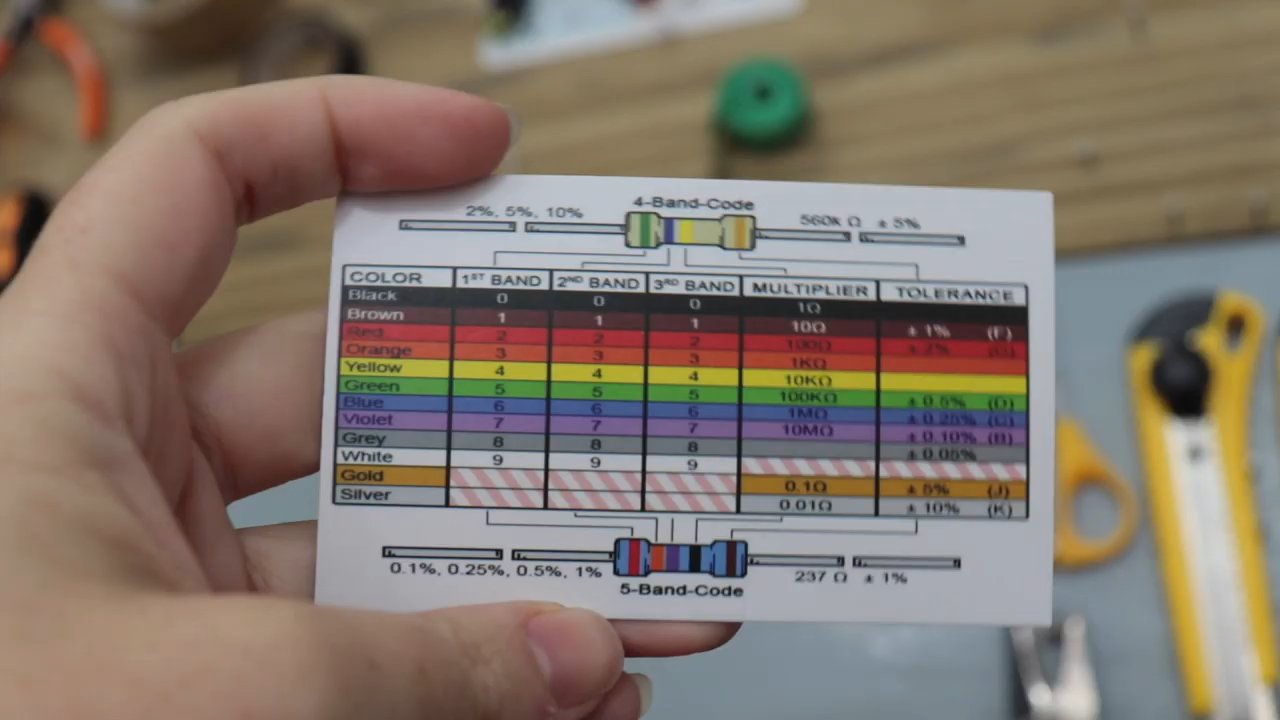 4-Band-Code
2%, 5%, 10%
560k Ω ± 5%
COLOR 1ST BAND 2ND BAND 3RD BAND MULTIPLIER TOLERANCE
Black 0 0 0 1Ω
Brown 1 1 1 10Ω ± 1% (F)
Red 2 2 2 100Ω ± 2% (G)
Orange 3 3 3 1KΩ
Yellow 4 4 4 10KΩ
Green 5 5 5 100KΩ ± 0.5% (D)
Blue 6 6 6 1MΩ ± 0.25% (C)
Violet 7 7 7 10MΩ ± 0.10% (B)
Grey 8 8 8 ± 0.05%
White 9 9 9
Gold 0.1Ω ± 5% (J)
Silver 0.01Ω ± 10% (K)
0.1%, 0.25%, 0.5%, 1%
237 Ω ± 1%
5-Band-Code